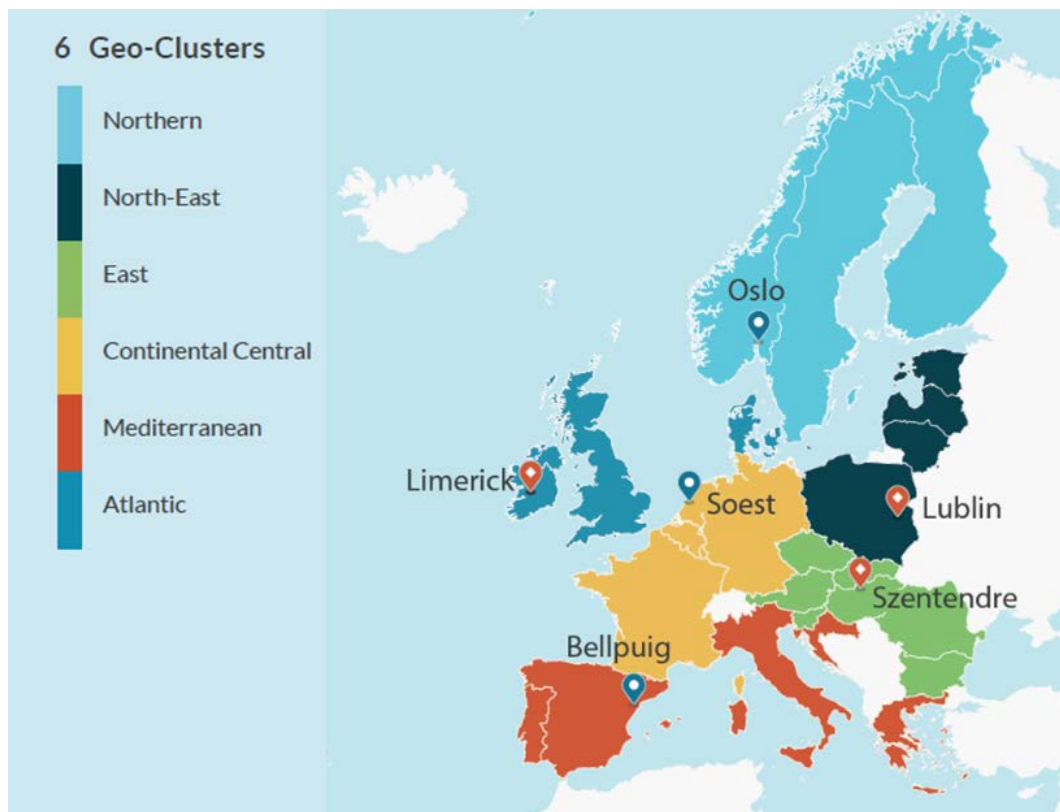 6 Geo-Clusters
Northern
North-East
East
Continental Central
Mediterranean
Atlantic
Oslo
Limerick
Soest
Lublin
Szentendre
Bellpuig